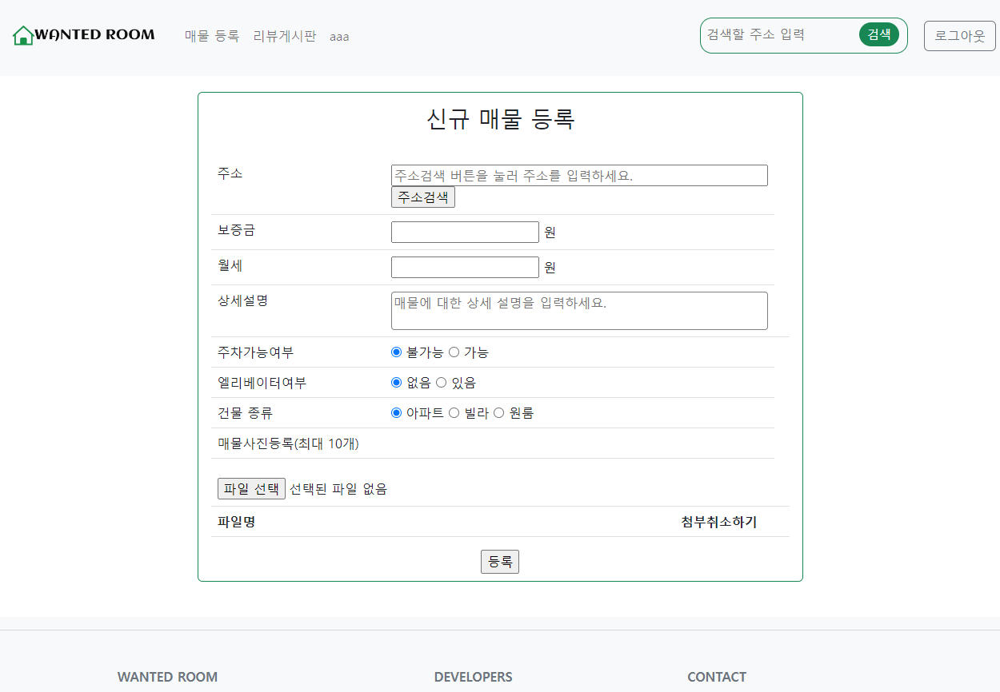 WANTED ROOM 매물 등록 리뷰게시판 aaa 검색할 주소 입력 검색 로그아웃
신규 매물 등록
주소 주소검색 버튼을 눌러 주소를 입력하세요.
주소검색
보증금 원
월세 원
상세설명 매물에 대한 상세 설명을 입력하세요.
주차가능여부 불가능 가능
엘리베이터여부 없음 있음
건물 종류 아파트 빌라 원룸
매물사진등록(최대 10개)
파일 선택 선택된 파일 없음
파일명 첨부취소하기
등록
WANTED ROOM DEVELOPERS CONTACT